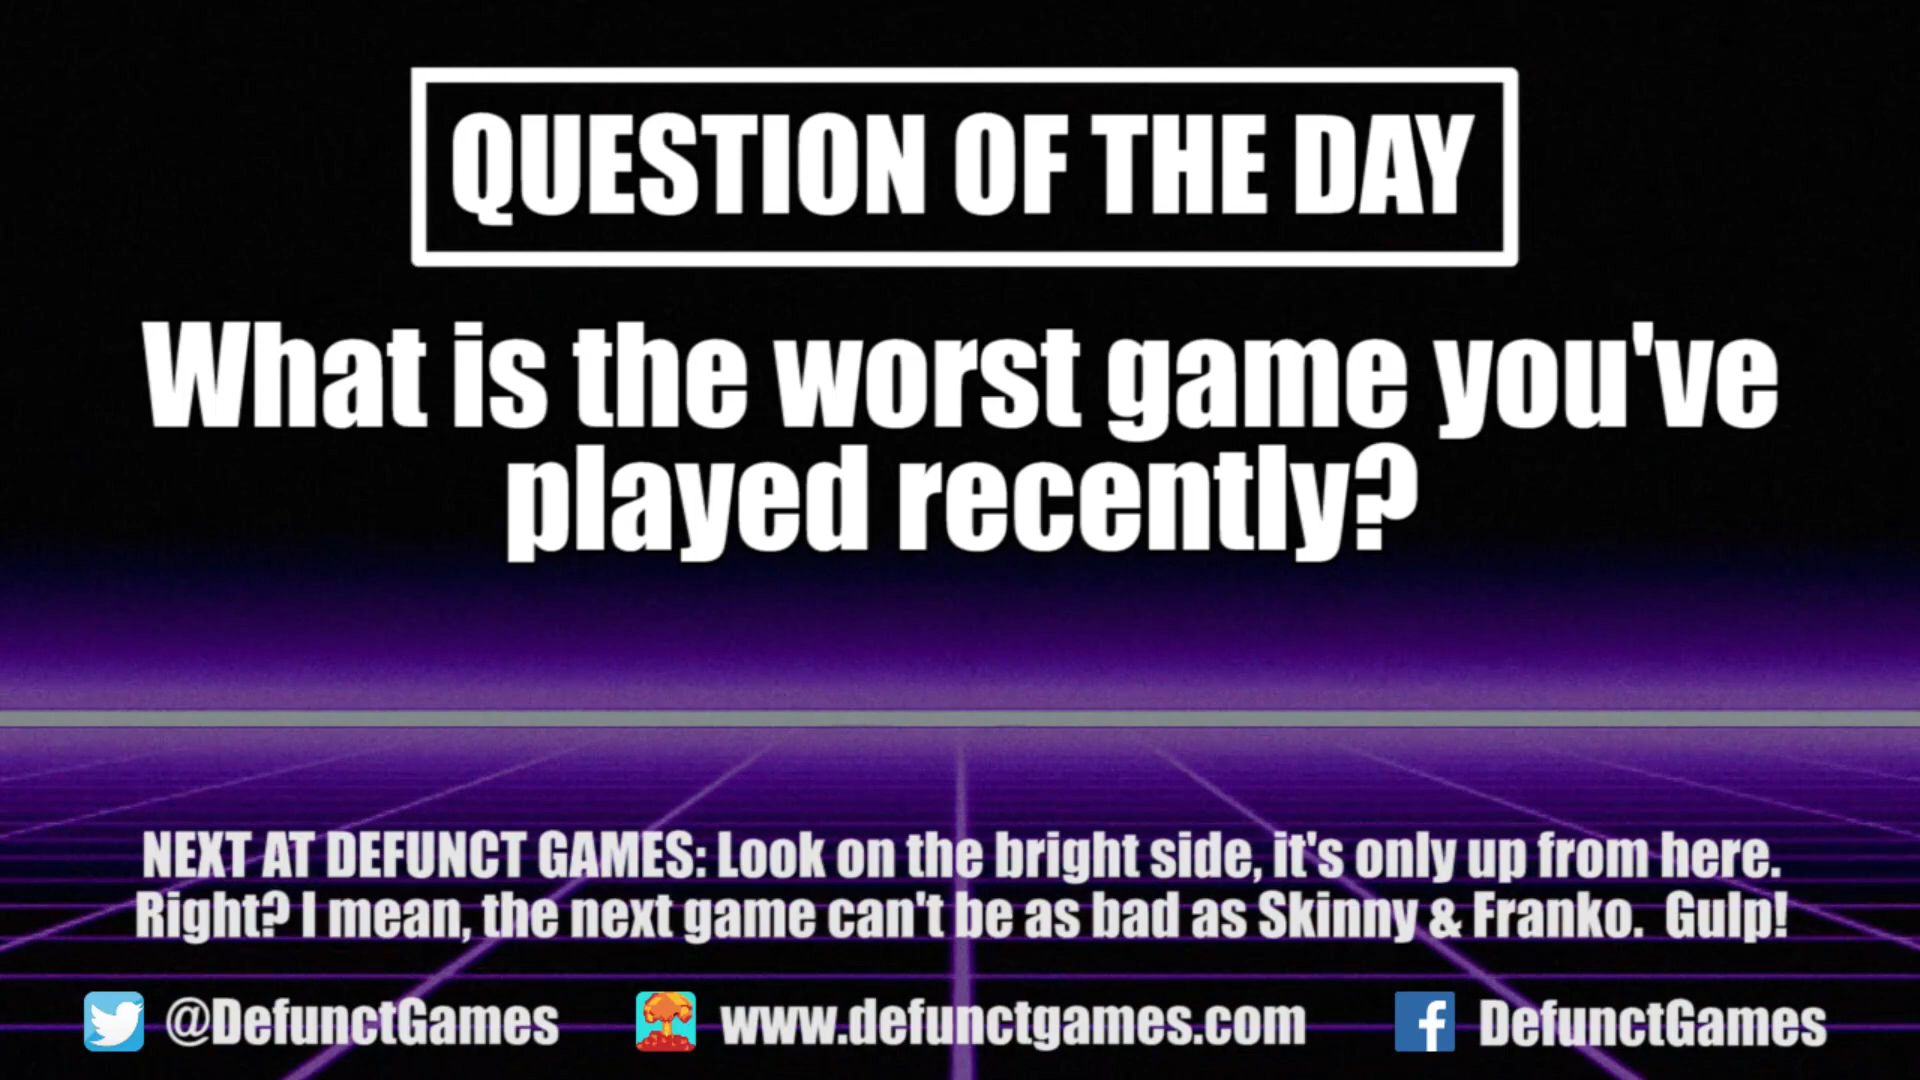 QUESTION OF THE DAY
What is the worst game you've
played recently?
NEXT AT DEFUNCT GAMES: Look on the bright side, it's only up from here.
Right? I mean, the next game can't be as bad as Skinny & Franko. Gulp!
@DefunctGames www.defunctgames.com DefunctGames